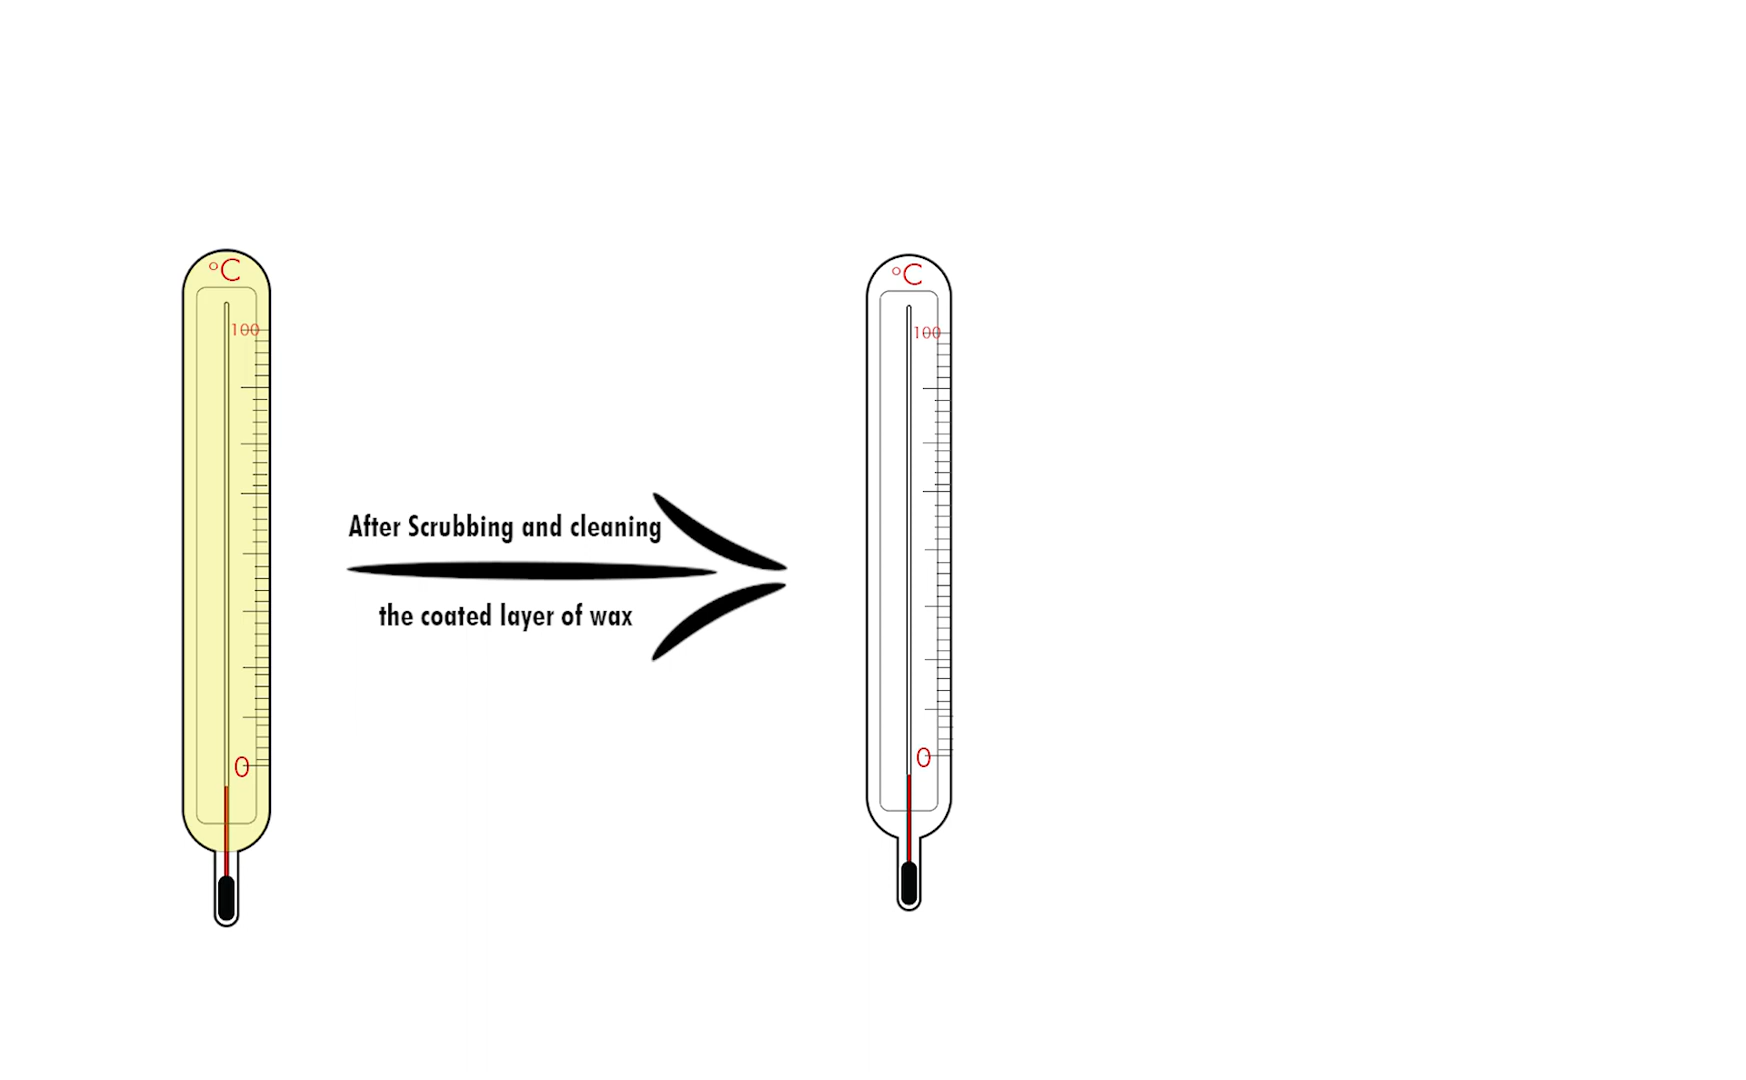 °C
100
0
After Scrubbing and cleaning
the coated layer of wax
°C
100
0